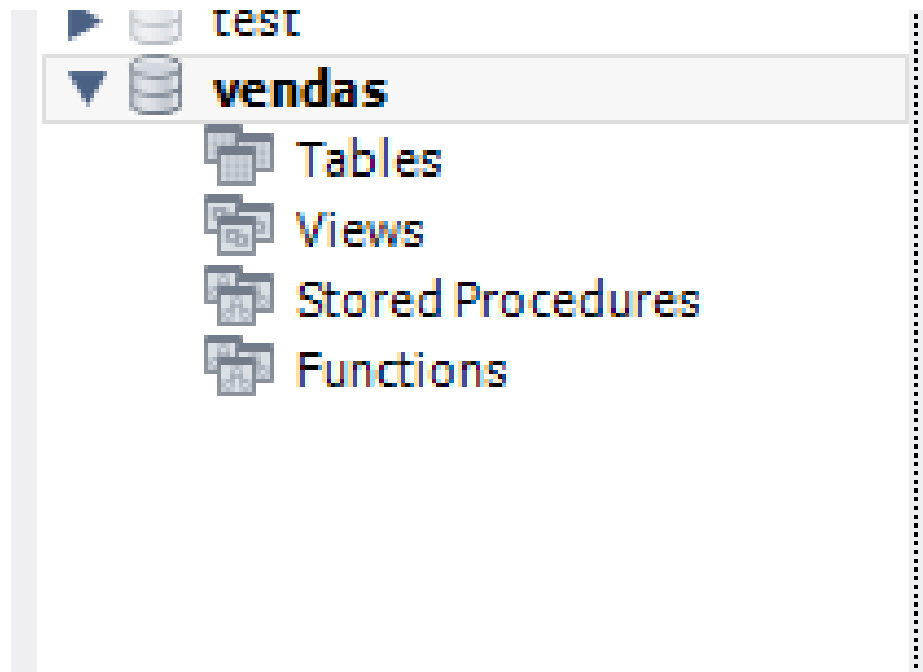 test
vendas
Tables
Views
Stored Procedures
Functions